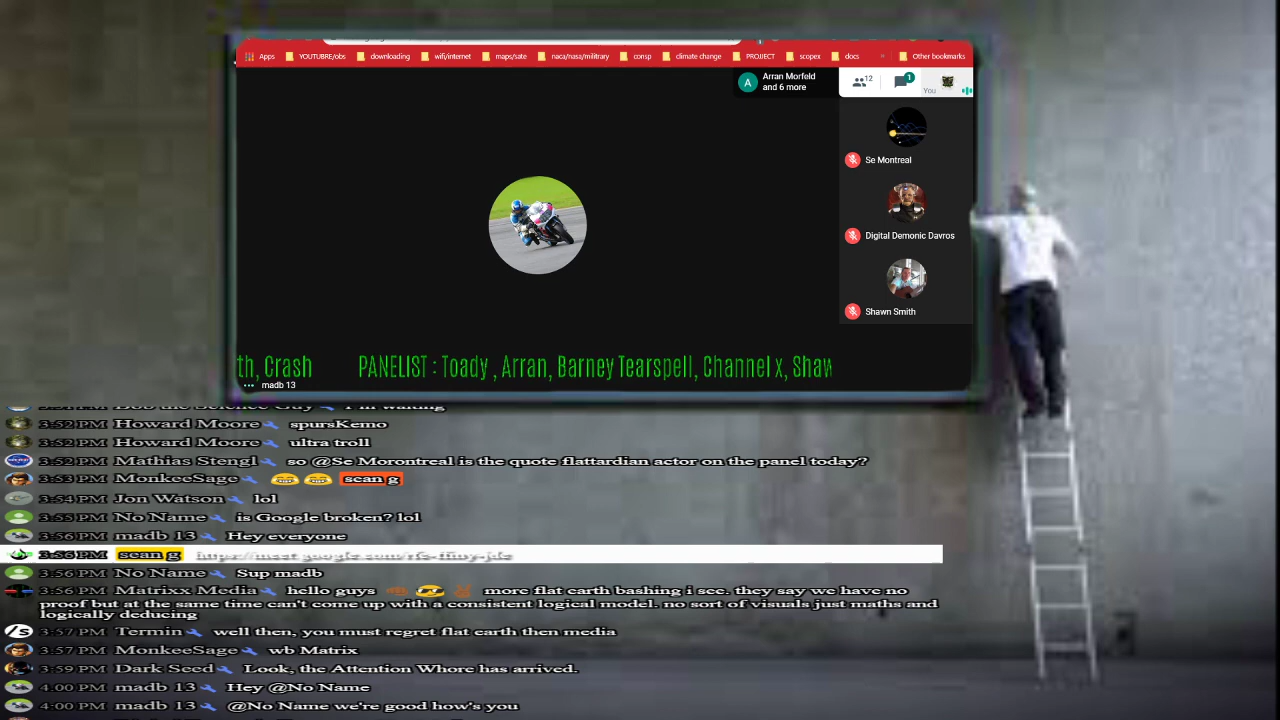 Apps YOUTUBRE/obs downloading wifi/internet maps/sate naca/nasa/militrary consp climate change PROJJECT scopex docs Other bookmarks
A Arran Morfeld
and 6 more
12
1
You
Se Montreal
Digital Demonic Davros
Shawn Smith
th, Crash PANELIST : Toady , Arran, Barney Tearspell, Channel x, Shaw
madb 13
Bob the Science Guy I'm waiting
3:52 PM Howard Moore spursKemo
3:52 PM Howard Moore ultra troll
3:52 PM Mathias Stengl so @Se Morontreal is the quote flattardian actor on the panel today?
3:53 PM MonkeeSage 😂 😂 sean g
3:54 PM Jon Watson lol
3:55 PM No Name is Google broken? lol
3:56 PM madb 13 Hey everyone
3:56 PM sean g
3:56 PM No Name Sup madb
3:56 PM Matrixx Media hello guys more flat earth bashing i see. they say we have no
proof but at the same time can't come up with a consistent logical model. no sort of visuals just maths and
logically deducing
3:57 PM Termin well then, you must regret flat earth then media
3:57 PM MonkeeSage wb Matrix
3:59 PM Dark Seed Look, the Attention Whore has arrived.
4:00 PM madb 13 Hey @No Name
4:00 PM madb 13 @No Name we're good how's you